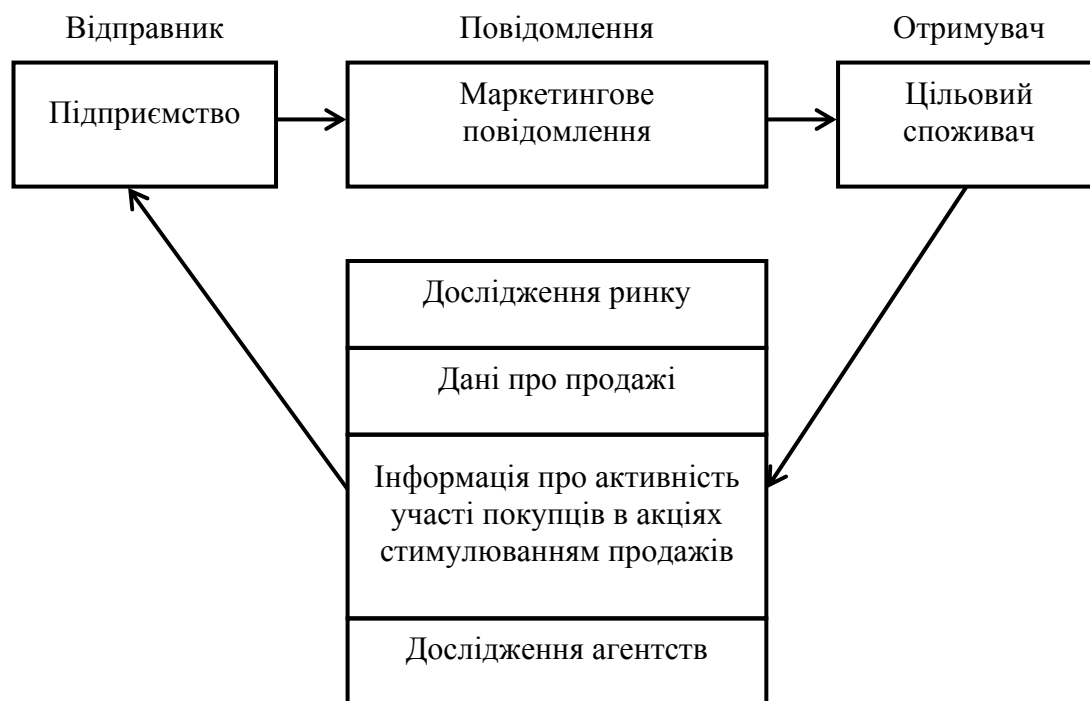 Відправник
Повідомлення
Отримувач
Підприємство
Маркетингове
повідомлення
Цільовий
споживач
Дослідження ринку
Дані про продажі
Інформація про активність
участі покупців в акціях
стимулюванням продажів
Дослідження агентств